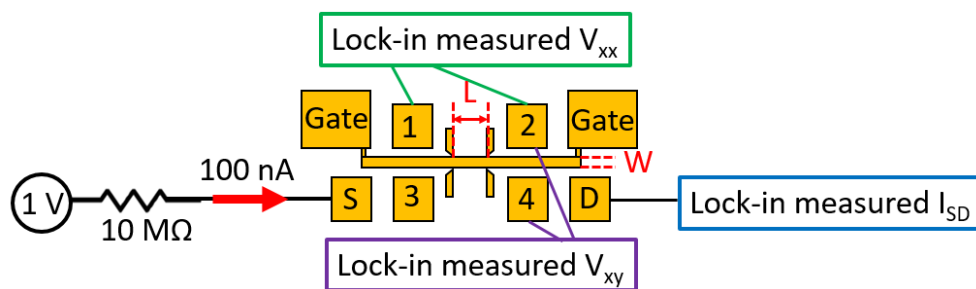 Lock-in measured Vxx
L
Gate
1
2
Gate
W
100 nA
1 V
10 MΩ
S
3
4
D
Lock-in measured ISD
Lock-in measured Vxy